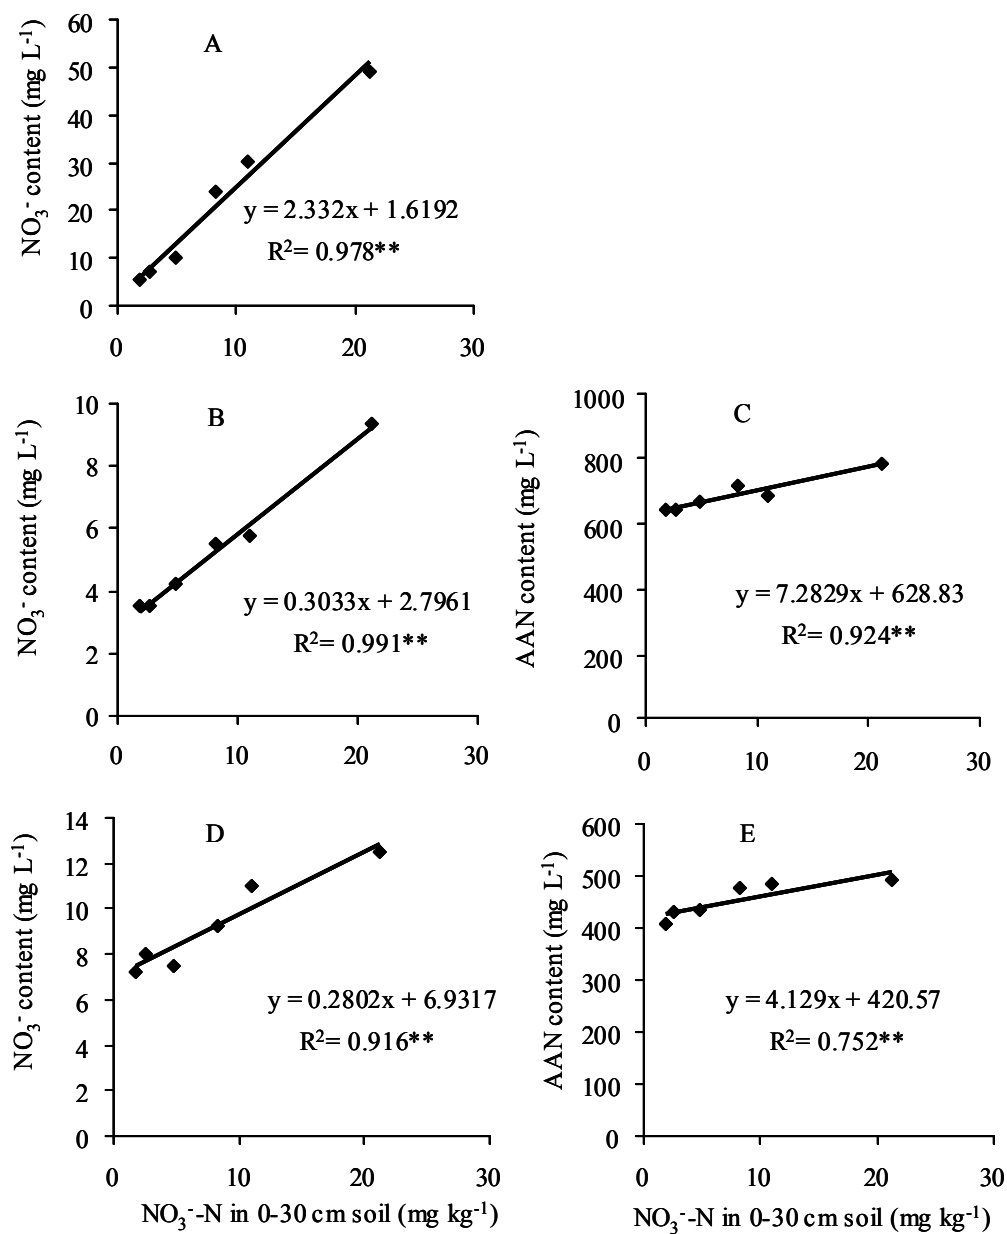 A
NO₃⁻ content (mg L⁻¹)
60
50
40
30
20
10
0
y = 2.332x + 1.6192
R²= 0.978**
0 10 20 30
B
NO₃⁻ content (mg L⁻¹)
10
8
6
4
2
0
y = 0.3033x + 2.7961
R²= 0.991**
0 10 20 30
C
AAN content (mg L⁻¹)
1000
800
600
400
200
0
y = 7.2829x + 628.83
R²= 0.924**
0 10 20 30
D
NO₃⁻ content (mg L⁻¹)
14
12
10
8
6
4
2
0
y = 0.2802x + 6.9317
R²= 0.916**
0 10 20 30
NO₃⁻-N in 0-30 cm soil (mg kg⁻¹)
E
AAN content (mg L⁻¹)
600
500
400
300
200
100
0
y = 4.129x + 420.57
R²= 0.752**
0 10 20 30
NO₃⁻-N in 0-30 cm soil (mg kg⁻¹)